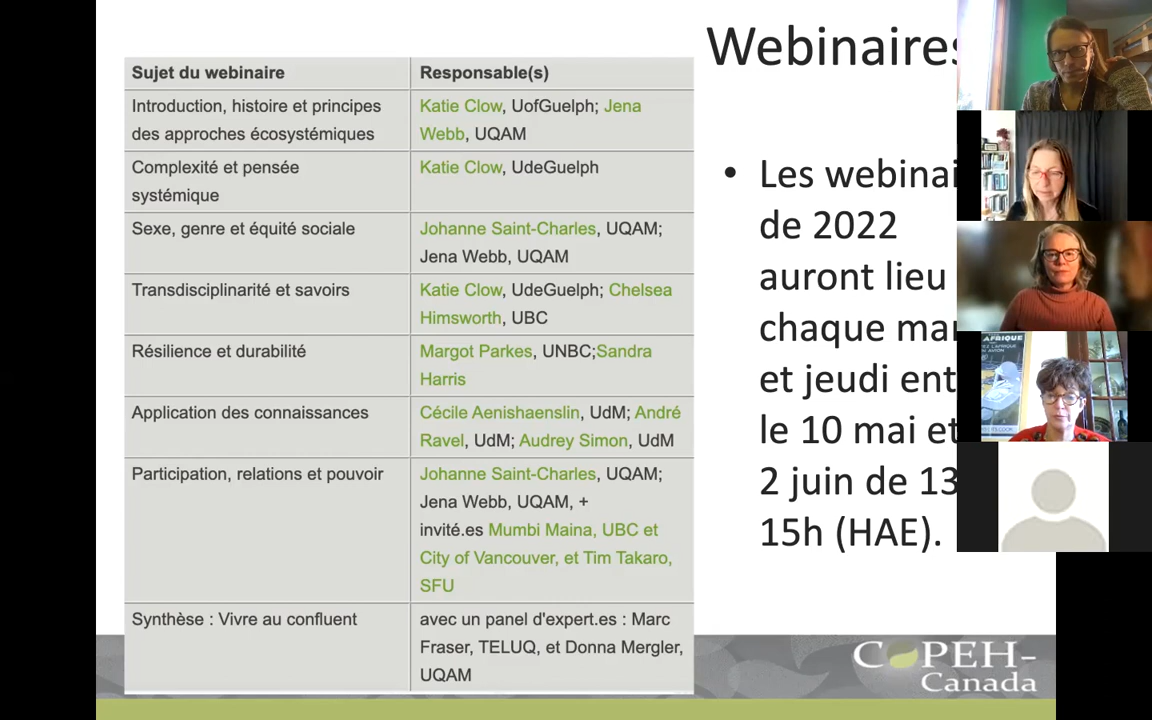 Webinaires
Sujet du webinaire
Responsable(s)
Introduction, histoire et principes
des approches écosystémiques
Katie Clow, UofGuelph; Jena
Webb, UQAM
Complexité et pensée
systémique
Katie Clow, UdeGuelph
Sexe, genre et équité sociale
Johanne Saint-Charles, UQAM;
Jena Webb, UQAM
Transdisciplinarité et savoirs
Katie Clow, UdeGuelph; Chelsea
Himsworth, UBC
Résilience et durabilité
Margot Parkes, UNBC;Sandra
Harris
Application des connaissances
Cécile Aenishaenslin, UdM; André
Ravel, UdM; Audrey Simon, UdM
Participation, relations et pouvoir
Johanne Saint-Charles, UQAM;
Jena Webb, UQAM, +
invité.es Mumbi Maina, UBC et
City of Vancouver, et Tim Takaro,
SFU
Synthèse : Vivre au confluent
avec un panel d'expert.es : Marc
Fraser, TELUQ, et Donna Mergler,
UQAM
• Les webinai
de 2022
auront lieu
chaque mar
et jeudi ent
le 10 mai et
2 juin de 13
15h (HAE).
COPEH-
Canada